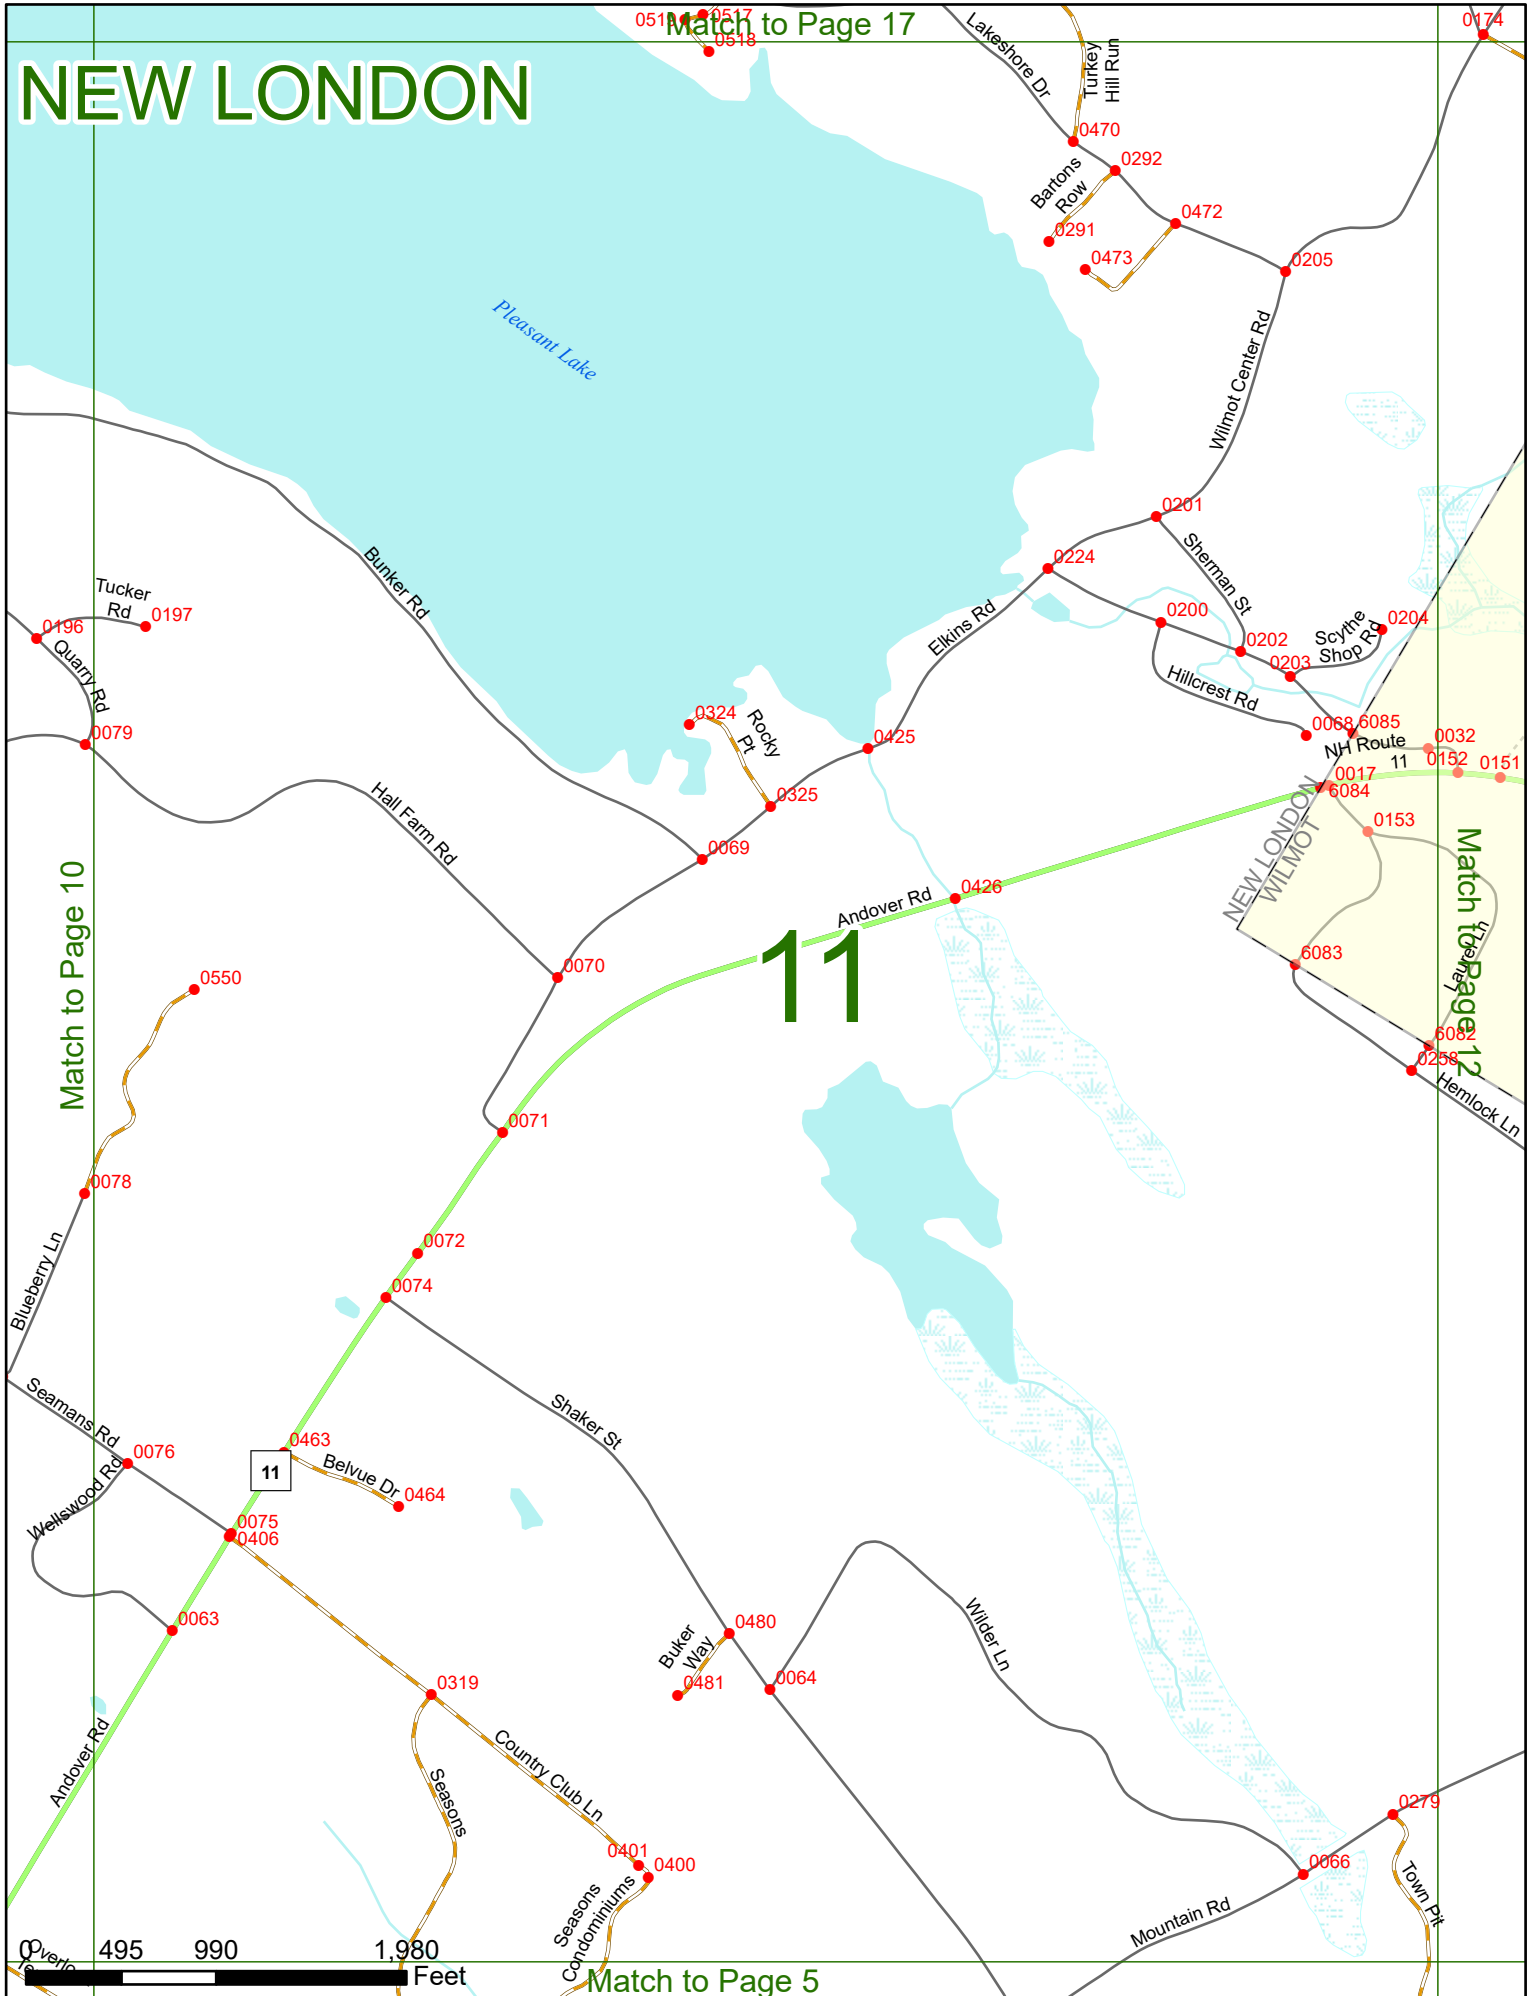 0519
0517
Match to Page 17
0518
Lakeshore Dr
Turkey
Hill Run
0174
NEW LONDON
0470
0292
Bartons
Row
0472
0291
0473
0205
Pleasant Lake
Wilmot Center Rd
0201
Bunker Rd
Sherman St
0224
Tucker
Rd
0197
0196
Quarry Rd
Elkins Rd
0200
0202
0203
Scythe
Shop Rd
0204
Hillcrest Rd
0324
Rocky
Pt
0425
0079
0068
6085
NH Route
11
0032
0152
0151
0017
6084
Hall Farm Rd
0325
0069
0153
NEW LONDON
WILMOT
Match to Page 10
Match to Page 12
0426
Andover Rd
11
0070
0550
6083
Laurel Ln
6082
0258
Hemlock Ln
0071
0078
Blueberry Ln
0072
0074
Seamans Rd
Shaker St
0076
0463
11
Belvue Dr
0464
Wellswood Rd
0075
0406
0063
0480
Buker
Way
0481
0064
Wilder Ln
0319
Andover Rd
Country Club Ln
Seasons
0401
0400
Seasons
Condominiums
0279
0066
Town Pit
Mountain Rd
0
495
990
1,980
Feet
Match to Page 5